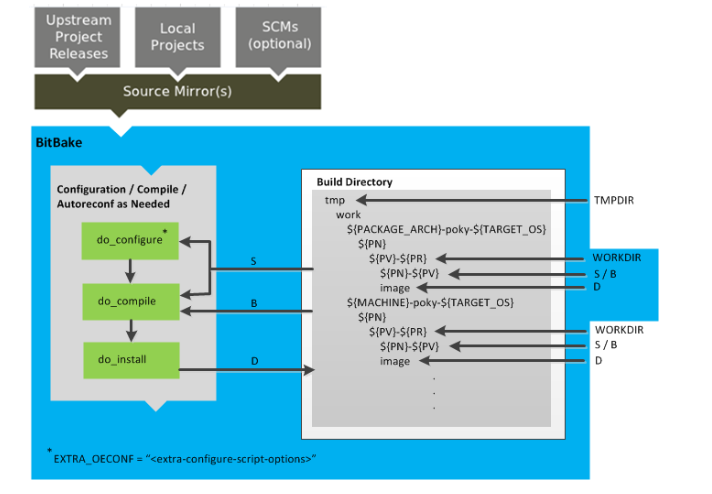 Upstream
Project
Releases
Local
Projects
SCMs
(optional)
Source Mirror(s)
BitBake
Configuration / Compile /
Autoreconf as Needed
do_configure *
do_compile
do_install
S
B
D
Build Directory
tmp
TMPDIR
work
${PACKAGE_ARCH}-poky-${TARGET_OS}
${PN}
${PV}-${PR}
WORKDIR
${PN}-${PV}
S / B
image
D
${MACHINE}-poky-${TARGET_OS}
${PN}
${PV}-${PR}
WORKDIR
${PN}-${PV}
S / B
image
D
.
.
.
* EXTRA_OECONF = “<extra-configure-script-options>”